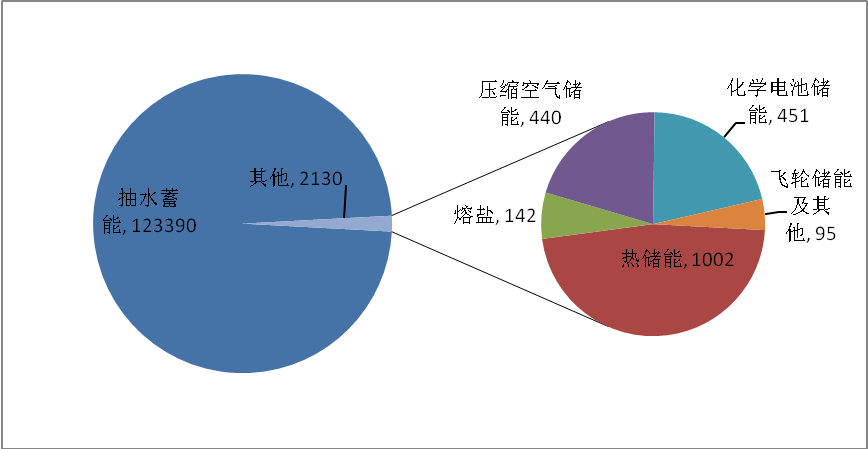 抽水蓄
能, 123390
其他, 2130
压缩空气储
能, 440
化学电池储
能, 451
熔盐, 142
飞轮储能
及其
他, 95
热储能, 1002